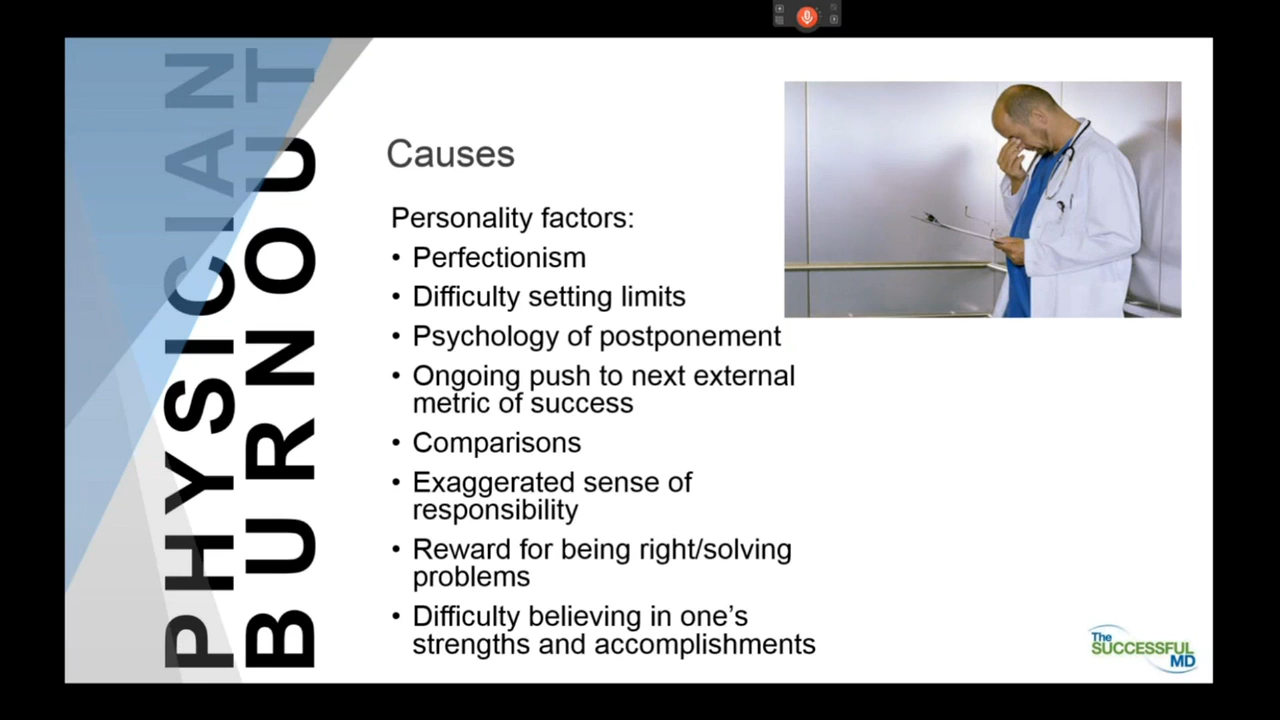 PHYSICIAN
BURNOUT
Causes
Personality factors:
• Perfectionism
• Difficulty setting limits
• Psychology of postponement
• Ongoing push to next external
metric of success
• Comparisons
• Exaggerated sense of
responsibility
• Reward for being right/solving
problems
• Difficulty believing in one’s
strengths and accomplishments
The
SUCCESSFUL
MD